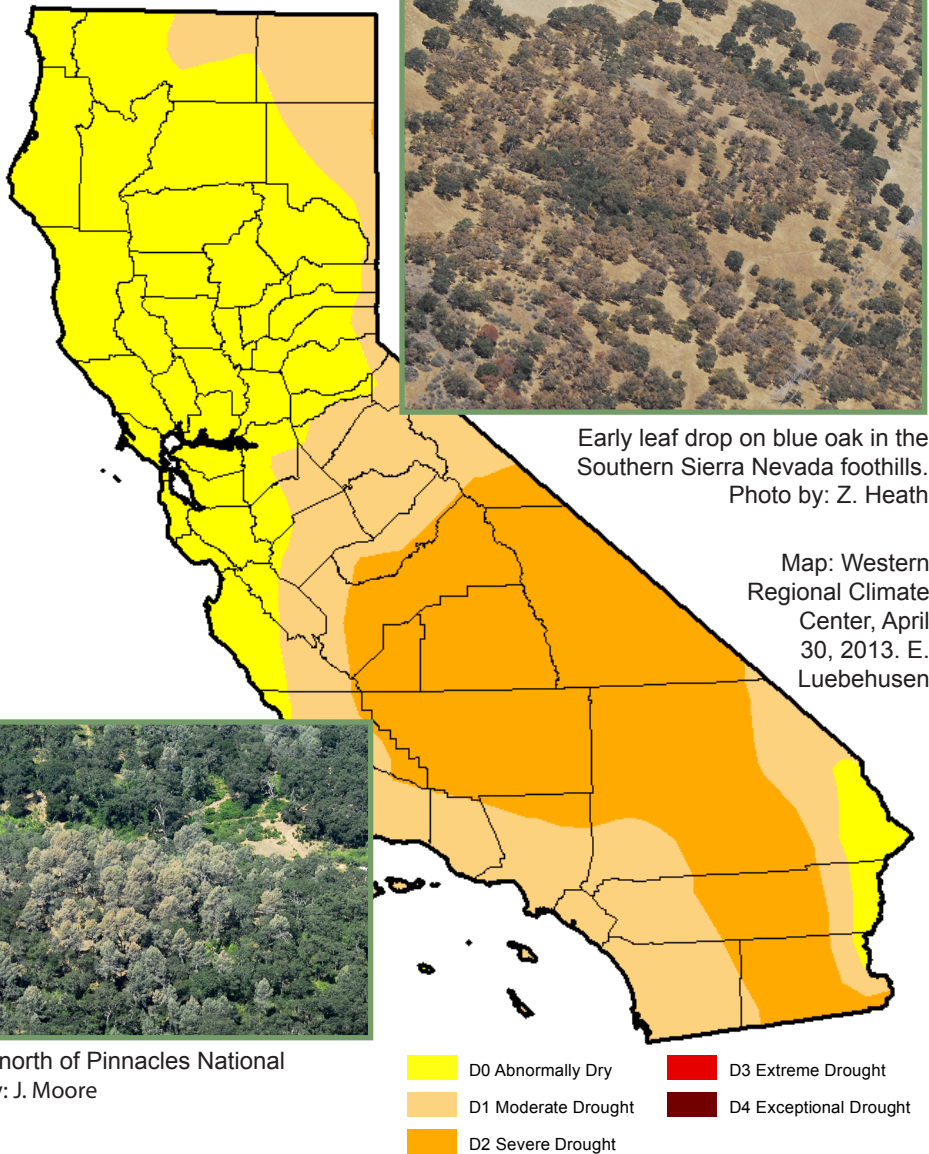 Early leaf drop on blue oak in the
Southern Sierra Nevada foothills.
Photo by: Z. Heath
Map: Western
Regional Climate
Center, April
30, 2013. E.
Luebehusen
north of Pinnacles National
: J. Moore
D0 Abnormally Dry
D1 Moderate Drought
D2 Severe Drought
D3 Extreme Drought
D4 Exceptional Drought